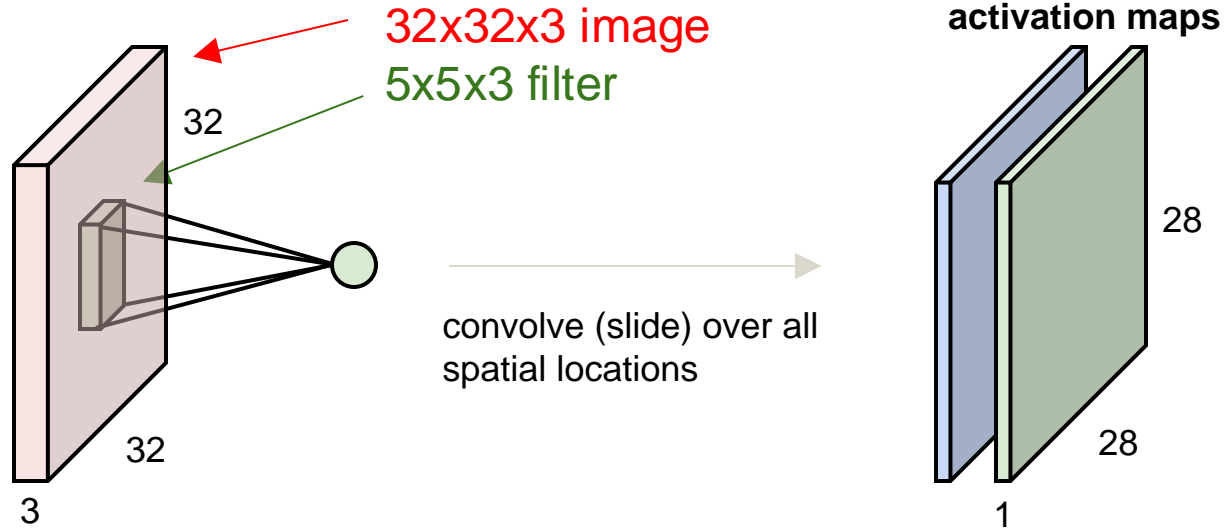 32x32x3 image
5x5x3 filter
32
32
3
convolve (slide) over all
spatial locations
activation maps
28
28
1